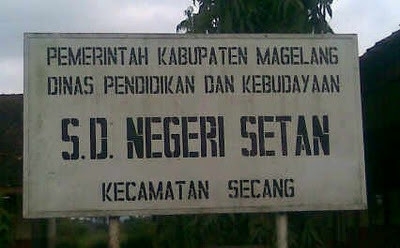 PEMERINTAH KABUPATEN MAGELANG
DINAS PENDIDIKAN DAN KEBUDAYAAN
S.D. NEGERI SETAN
KECAMATAN SECANG